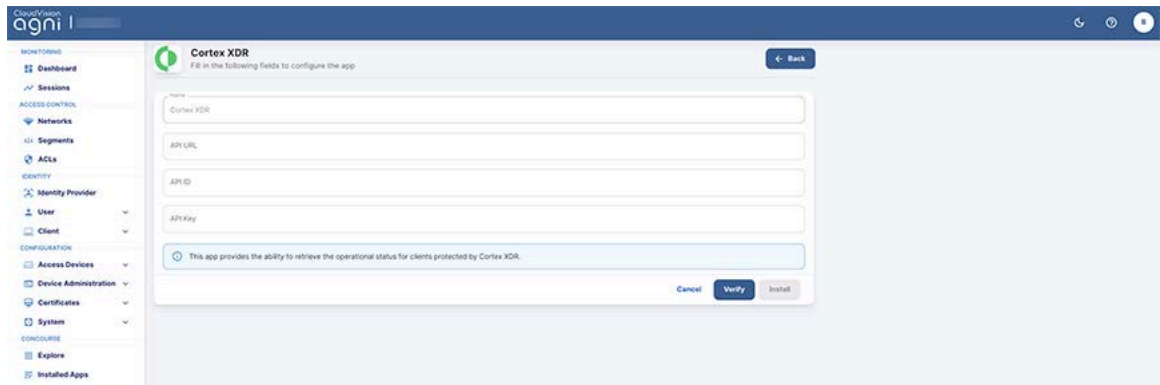 CloudVision
agni
MONITORING
Dashboard
Sessions
ACCESS CONTROL
Networks
Segments
ACLs
IDENTITY
Identity Provider
User
Client
CONFIGURATION
Access Devices
Device Administration
Certificates
System
CONCOURSE
Explore
Installed Apps
Cortex XDR
Fill in the following fields to configure the app
← Back
Name
Cortex XDR
API URL
API ID
API Key
This app provides the ability to retrieve the operational status for clients protected by Cortex XDR.
Cancel
Verify
Install